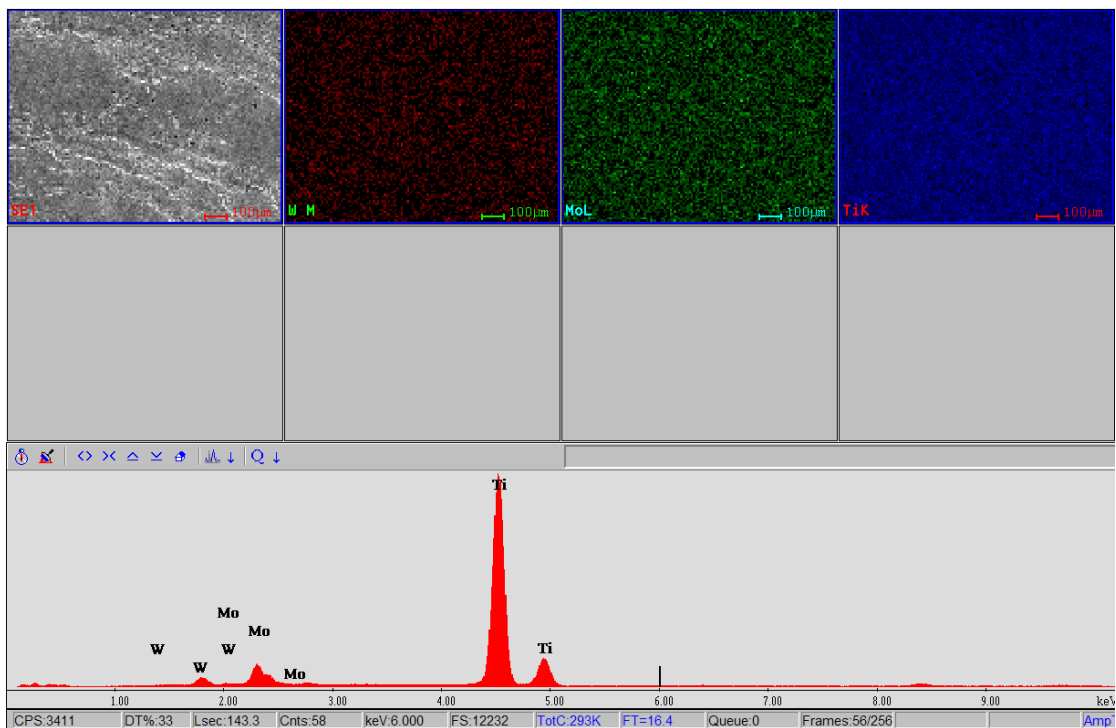 SE1 100µm
W M 100µm
MoL 100µm
TiK 100µm
Q
Ti
Mo
Mo
W
W
Ti
W
Mo
1.00 2.00 3.00 4.00 5.00 6.00 7.00 8.00 9.00 keV
CPS:3411 DT%:33 Lsec:143.3 Cnts:58 keV:6.000 FS:12232 TotC:293K FT=16.4 Queue:0 Frames:56/256 Amp